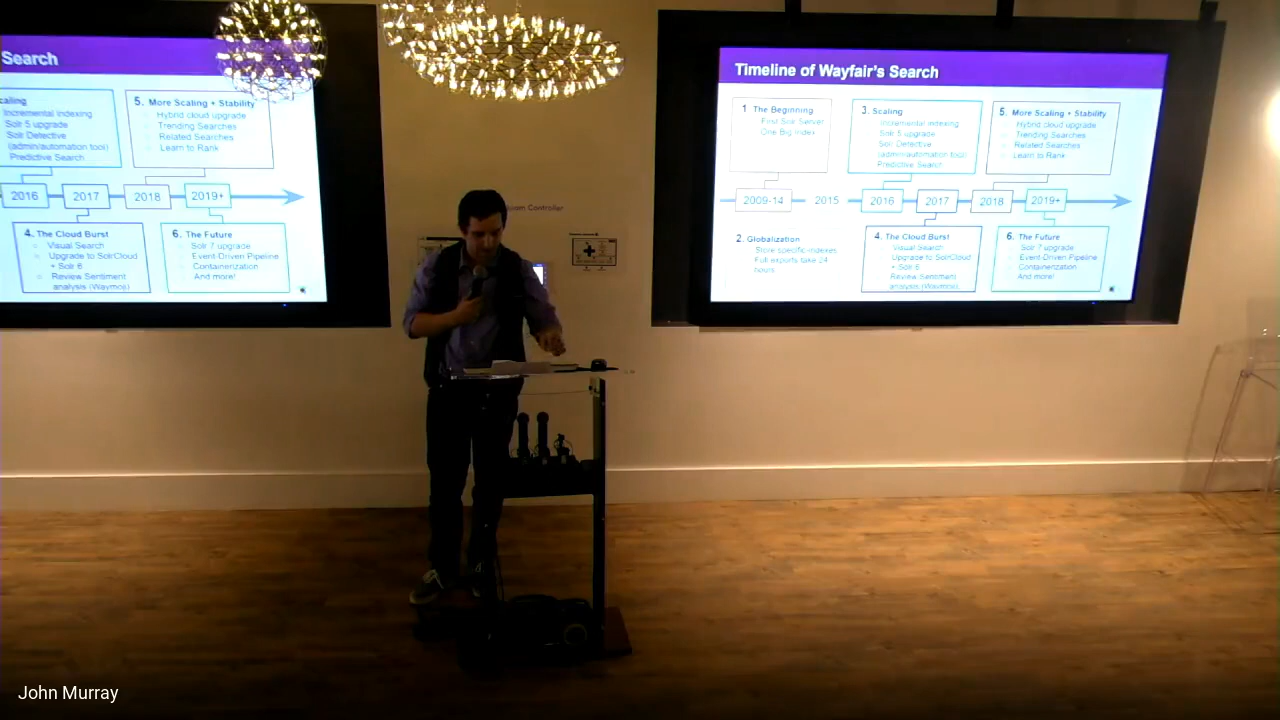 Search
caling
Incremental Indexing
Solr 5 upgrade
Solr Detective
(admin/automation tool)
Predictive Search
5. More Scaling + Stability
Hybrid cloud upgrade
Trending Searches
Related Searches
Learn to Rank
2016
2017
2018
2019+
4. The Cloud Burst
Visual Search
Upgrade to SolrCloud
+ Solr 6
Review Sentiment
analysis (Waymos)
6. The Future
Solr 7 upgrade
Event-Driven Pipeline
Containerization
And more!
Controller
Timeline of Wayfair's Search
1 The Beginning
First Solr Server
One Big Index
3. Scaling
Incremental Indexing
Solr 5 upgrade
Solr Detective
(admin/automation tool)
Predictive Search
5. More Scaling + Stability
Hybrid cloud upgrade
Trending Searches
Related Searches
Learn to Rank
2009-14
2015
2016
2017
2018
2019+
2. Globalization
Store specific-indexes
Full exports take 24
hours
4. The Cloud Burst
Visual Search
Upgrade to SolrCloud
+ Solr 6
Review Sentiment
analysis (Waymos)
6. The Future
Solr 7 upgrade
Event-Driven Pipeline
Containerization
And more!
John Murray